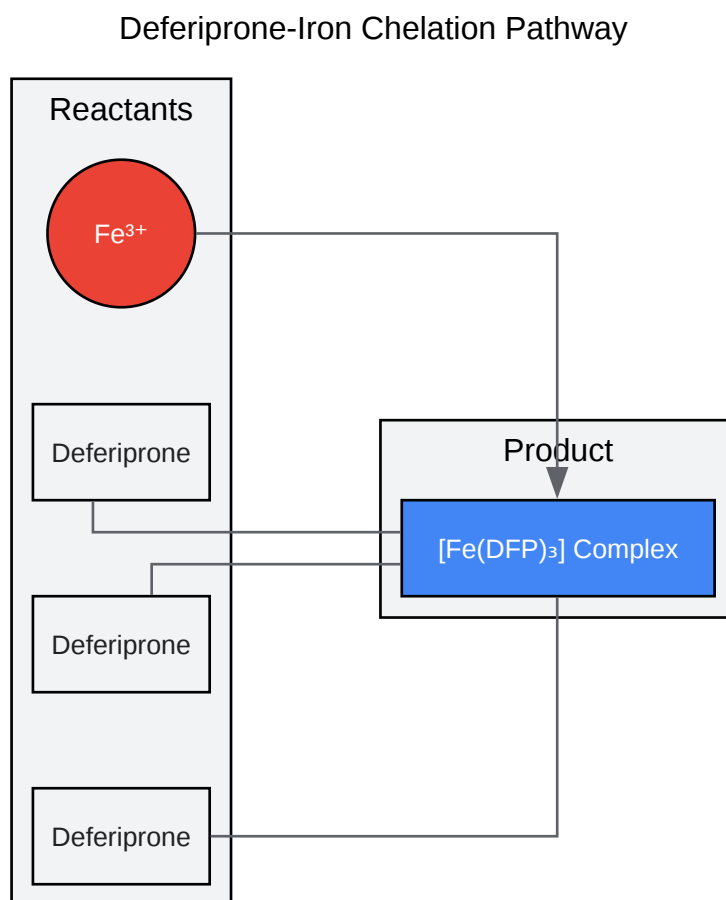 Deferiprone-Iron Chelation Pathway
Reactants
Fe³⁺
Deferiprone
Product
[Fe(DFP)₃] Complex
Deferiprone
Deferiprone